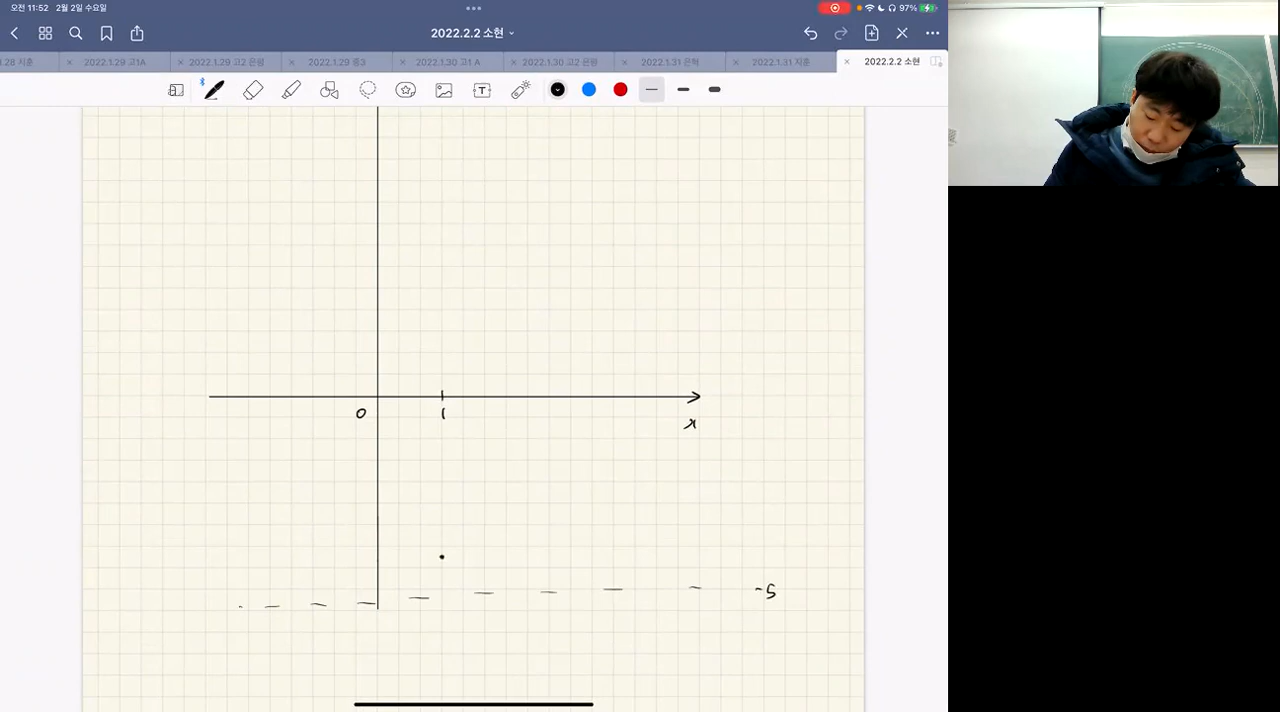 오전 11:52 2월 2일 수요일
97%
2022.2.2 소현
1.28 시훈
2022.1.29 고1A
2022.1.29 고2 은평
2022.1.29 중3
2022.1.30 고1 A
2022.1.30 고2 은평
2022.1.31 은혁
2022.1.31 지훈
2022.2.2 소현
T
0
1
x
-5